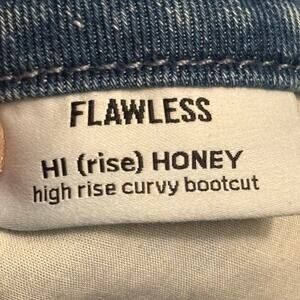 FLAWLESS
HI (rise) HONEY
high rise curvy bootcut